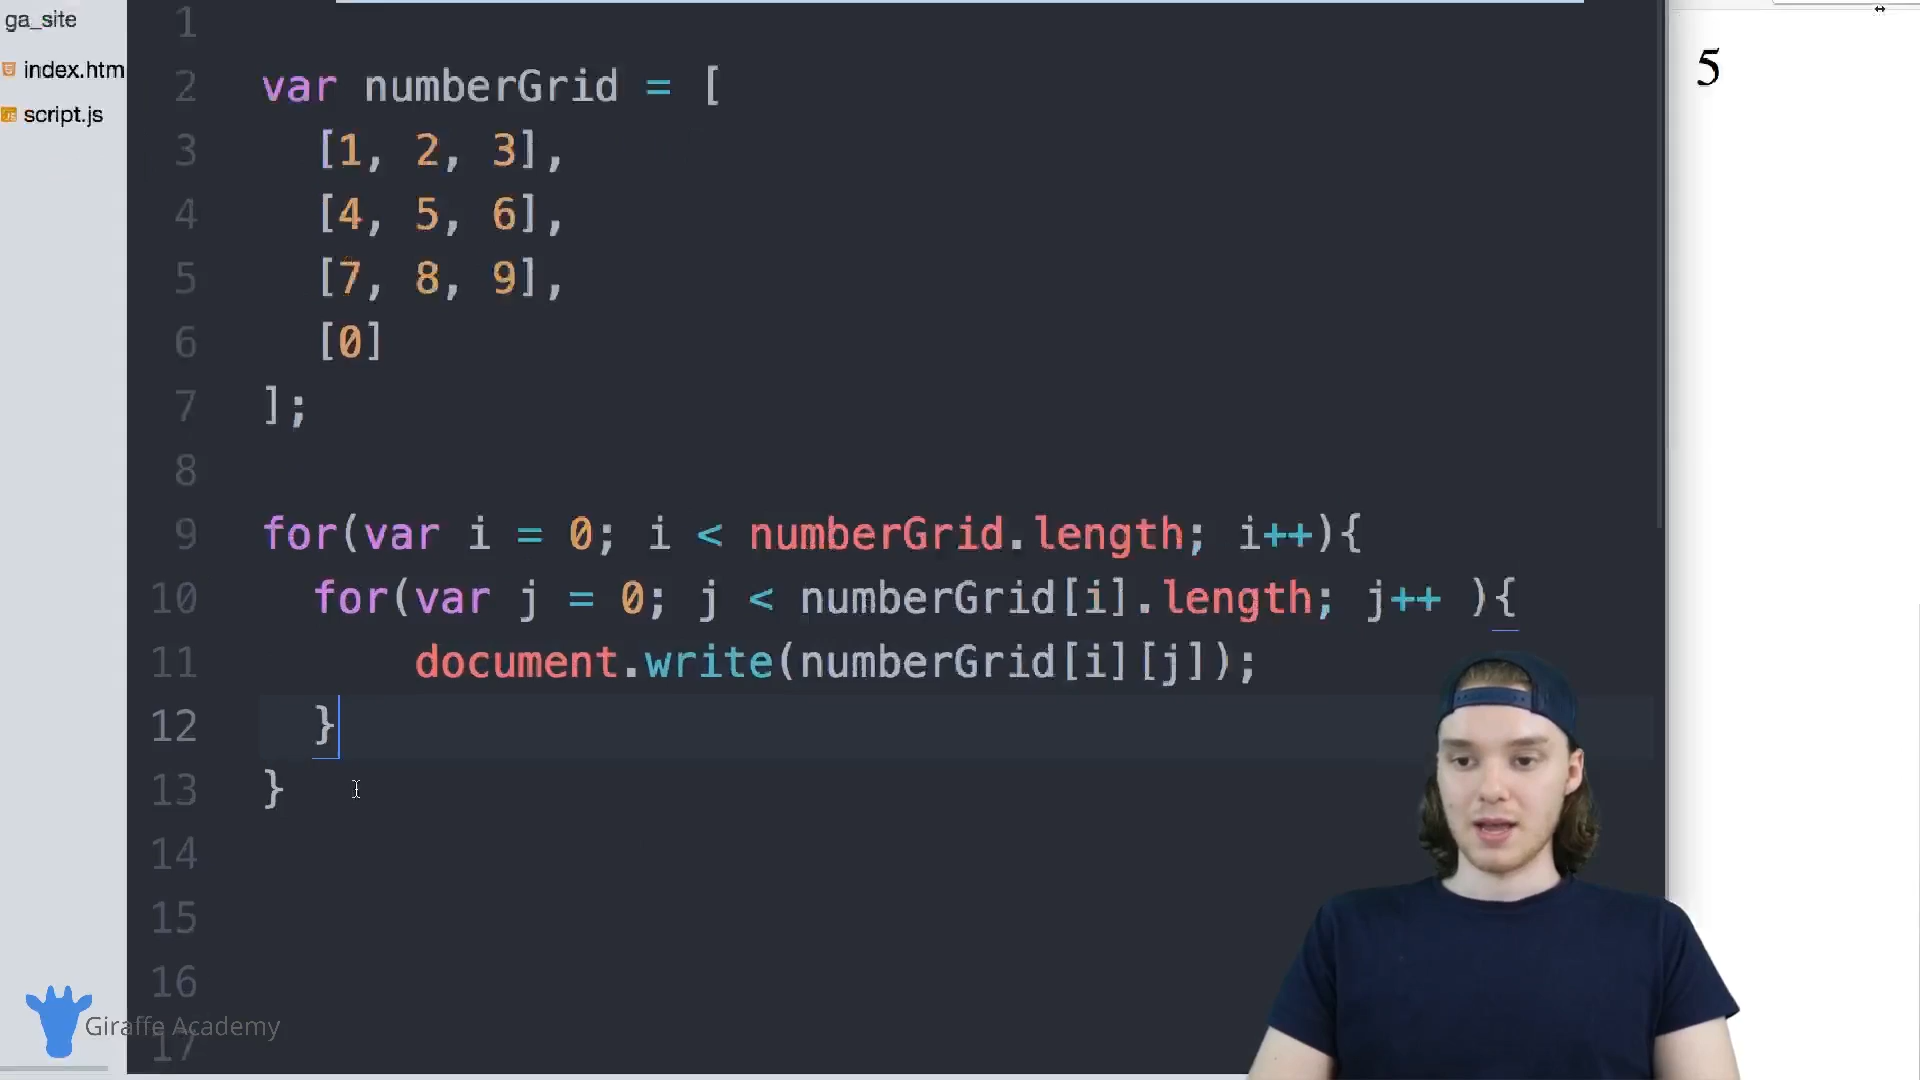 ga_site
index.htm
script.js
1
2 var numberGrid = [
3 [1, 2, 3],
4 [4, 5, 6],
5 [7, 8, 9],
6 [0]
7 ];
8
9 for(var i = 0; i < numberGrid.length; i++){
10 for(var j = 0; j < numberGrid[i].length; j++ ){
11 document.write(numberGrid[i][j]);
12 }
13 }
14
15
16
17
5
Giraffe Academy